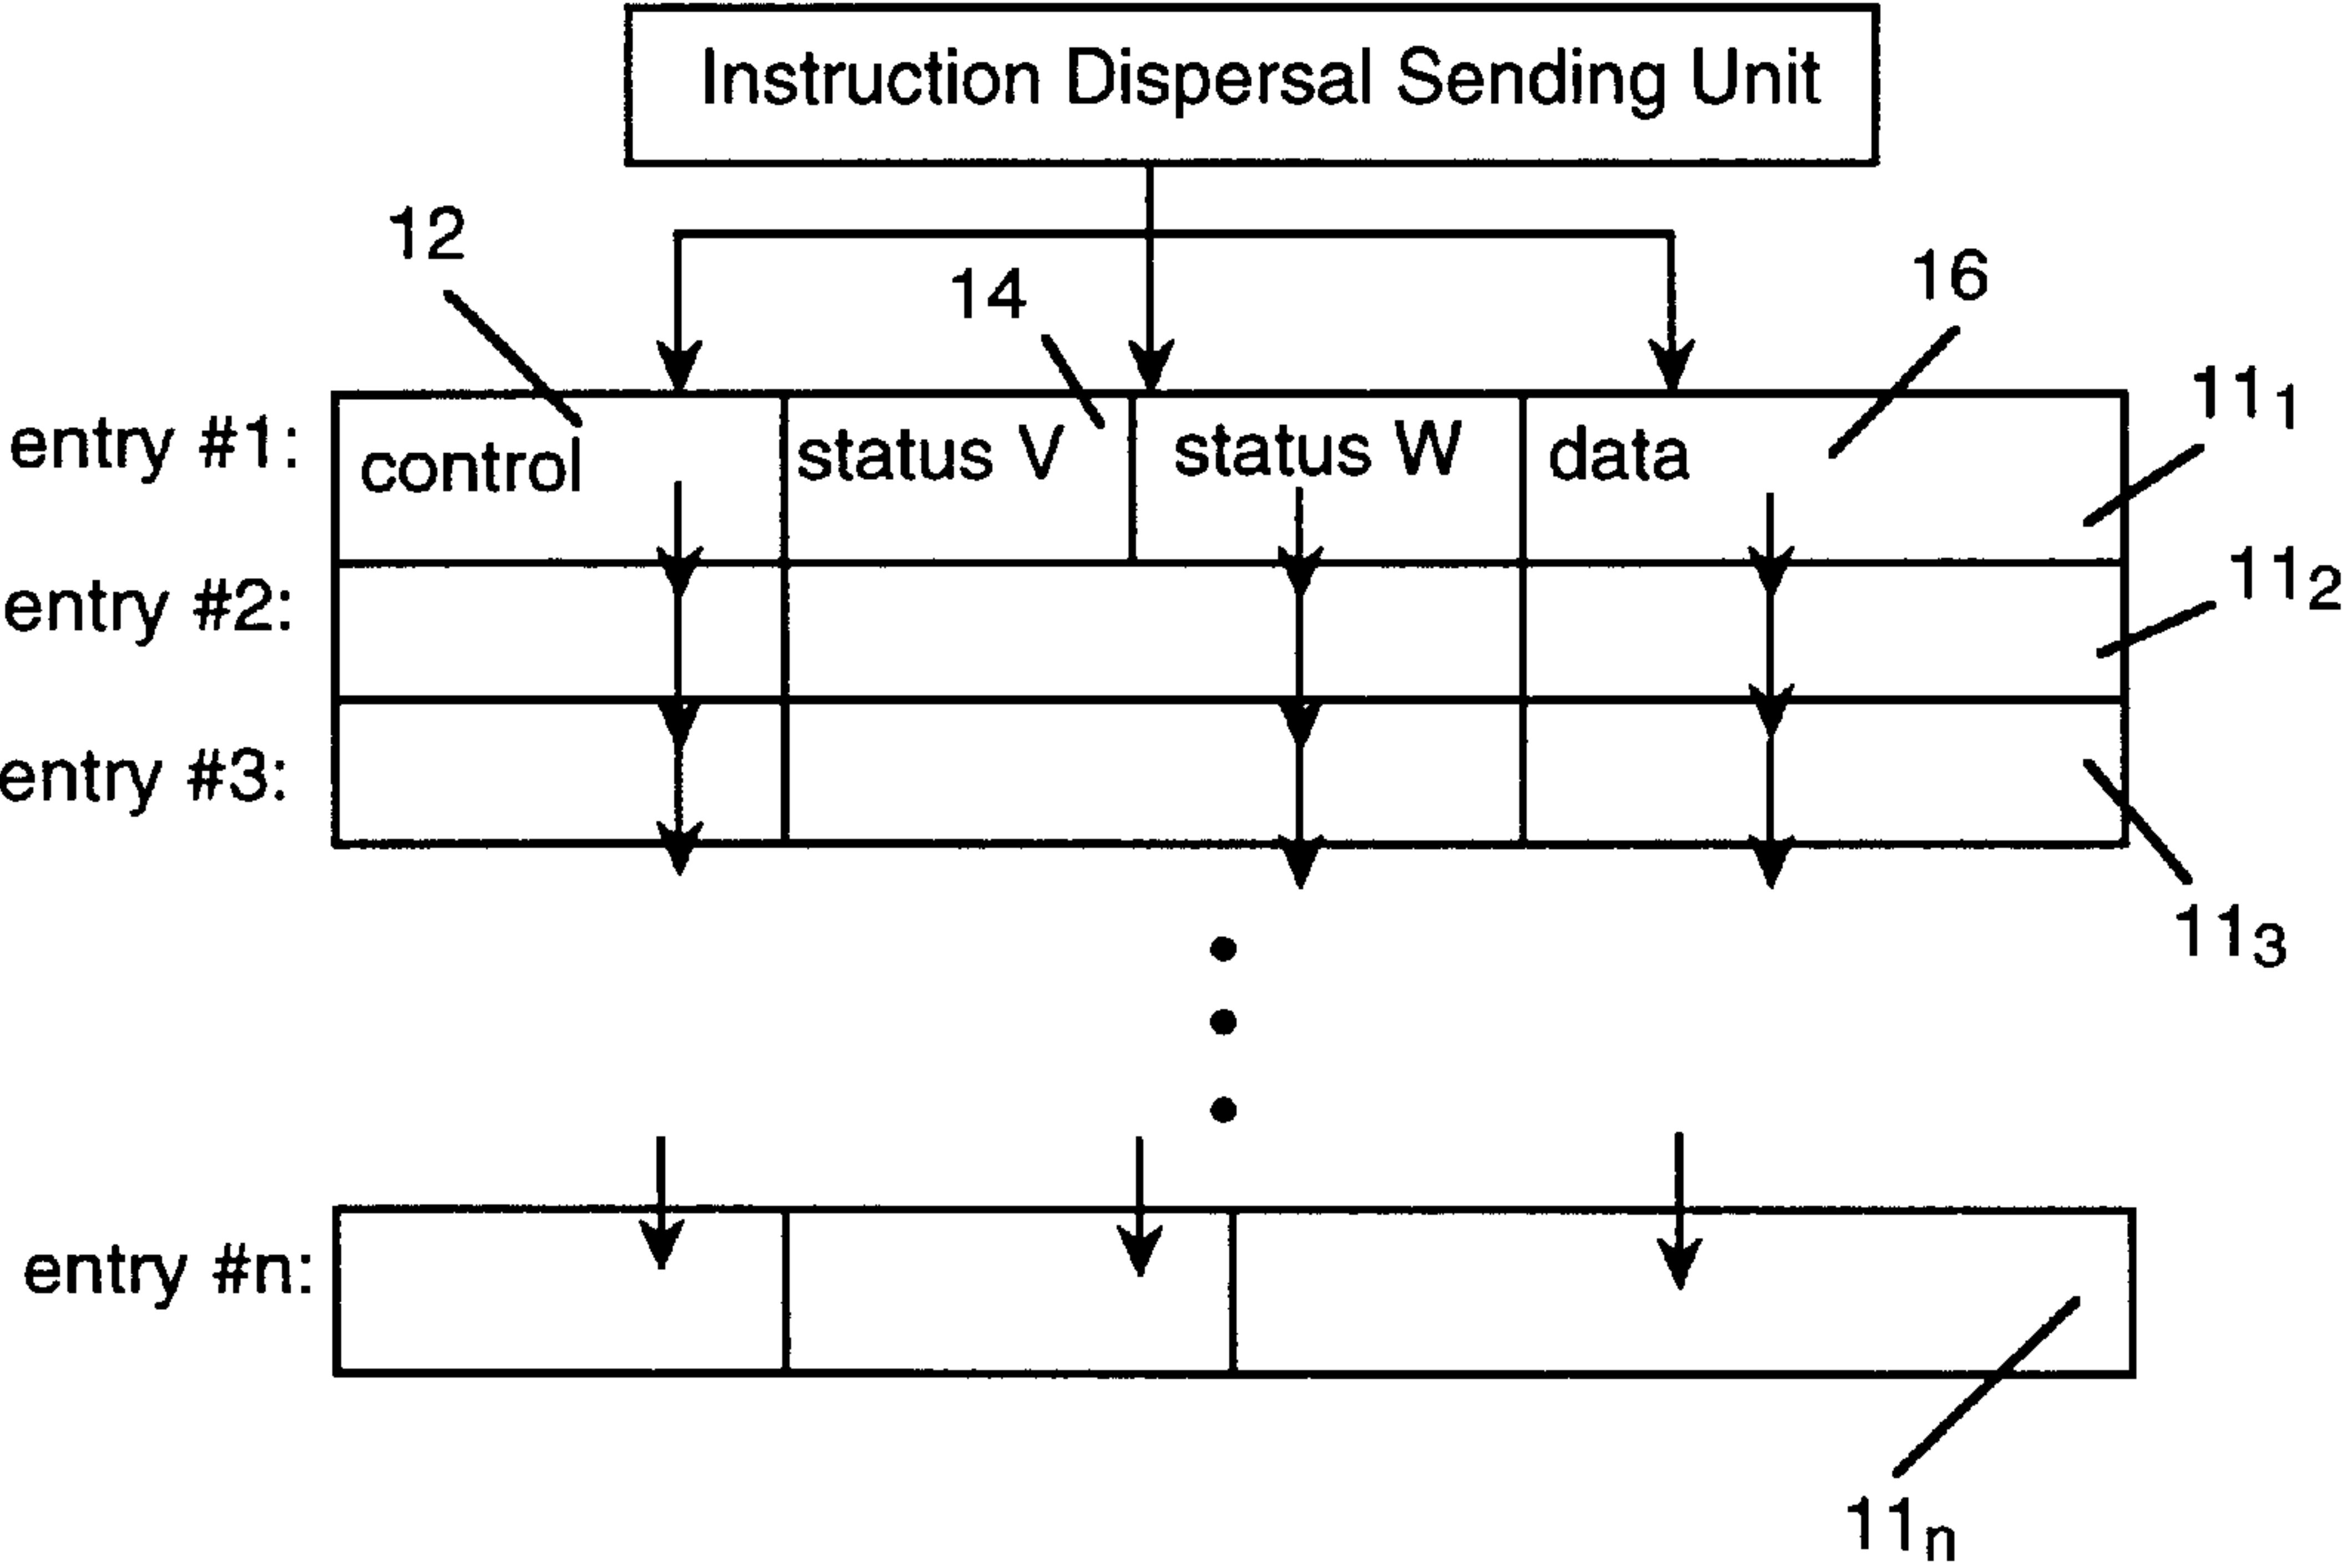 Instruction Dispersal Sending Unit
12
14
16
11₁
entry #1:
control
status V
status W
data
11₂
entry #2:
entry #3:
11₃
entry #n:
11ₙ